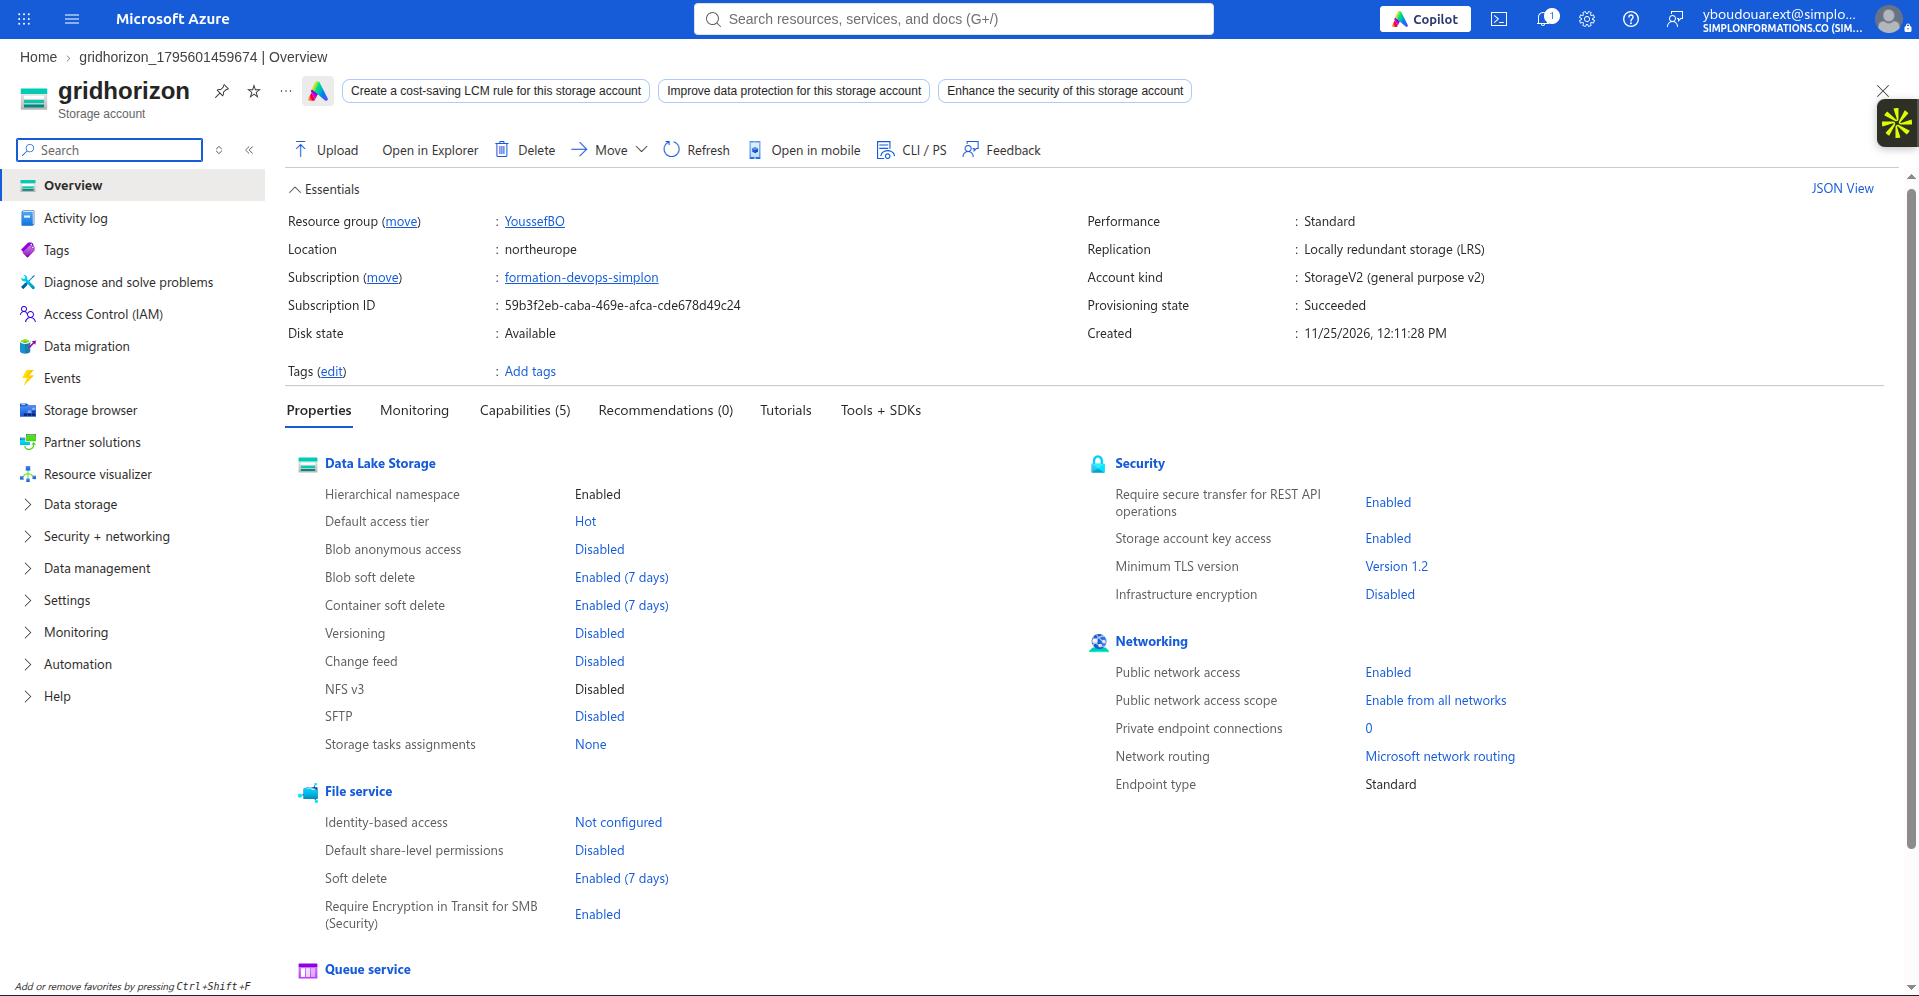 Microsoft Azure
Search resources, services, and docs (G+/)
Copilot
1
yboudouar.ext@simplo...
SIMPLONFORMATIONS.CO (SIM...
Home > gridhorizon_1795601459674 | Overview
gridhorizon
Storage account
Create a cost-saving LCM rule for this storage account
Improve data protection for this storage account
Enhance the security of this storage account
Search
Upload
Open in Explorer
Delete
Move
Refresh
Open in mobile
CLI / PS
Feedback
Overview
Activity log
Tags
Diagnose and solve problems
Access Control (IAM)
Data migration
Events
Storage browser
Partner solutions
Resource visualizer
Data storage
Security + networking
Data management
Settings
Monitoring
Automation
Help
Add or remove favorites by pressing Ctrl+Shift+F
Essentials
JSON View
Resource group (move) : YoussefBO
Location : northeurope
Subscription (move) : formation-devops-simplon
Subscription ID : 59b3f2eb-caba-469e-afca-cde678d49c24
Disk state : Available
Tags (edit) : Add tags
Performance : Standard
Replication : Locally redundant storage (LRS)
Account kind : StorageV2 (general purpose v2)
Provisioning state : Succeeded
Created : 11/25/2026, 12:11:28 PM
Properties
Monitoring
Capabilities (5)
Recommendations (0)
Tutorials
Tools + SDKs
Data Lake Storage
Hierarchical namespace Enabled
Default access tier Hot
Blob anonymous access Disabled
Blob soft delete Enabled (7 days)
Container soft delete Enabled (7 days)
Versioning Disabled
Change feed Disabled
NFS v3 Disabled
SFTP Disabled
Storage tasks assignments None
File service
Identity-based access Not configured
Default share-level permissions Disabled
Soft delete Enabled (7 days)
Require Encryption in Transit for SMB
(Security) Enabled
Queue service
Security
Require secure transfer for REST API
operations Enabled
Storage account key access Enabled
Minimum TLS version Version 1.2
Infrastructure encryption Disabled
Networking
Public network access Enabled
Public network access scope Enable from all networks
Private endpoint connections 0
Network routing Microsoft network routing
Endpoint type Standard